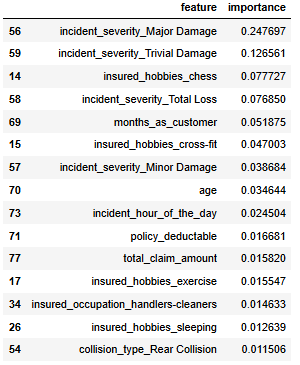 feature importance
56 incident_severity_Major Damage 0.247697
59 incident_severity_Trivial Damage 0.126561
14 insured_hobbies_chess 0.077727
58 incident_severity_Total Loss 0.076850
69 months_as_customer 0.051875
15 insured_hobbies_cross-fit 0.047003
57 incident_severity_Minor Damage 0.038684
70 age 0.034644
73 incident_hour_of_the_day 0.024504
71 policy_deductable 0.016681
77 total_claim_amount 0.015820
17 insured_hobbies_exercise 0.015547
34 insured_occupation_handlers-cleaners 0.014633
26 insured_hobbies_sleeping 0.012639
54 collision_type_Rear Collision 0.011506